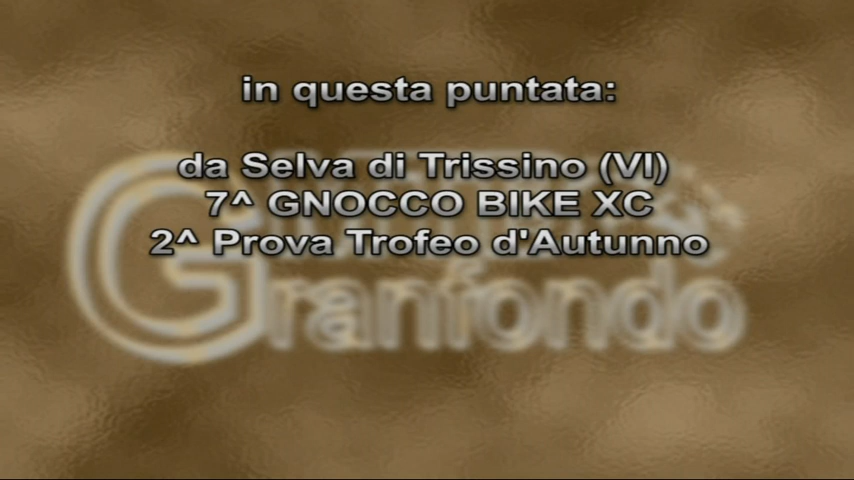 in questa puntata:
da Selva di Trissino (VI)
7^ GNOCCO BIKE XC
2^ Prova Trofeo d'Autunno
Granfondo